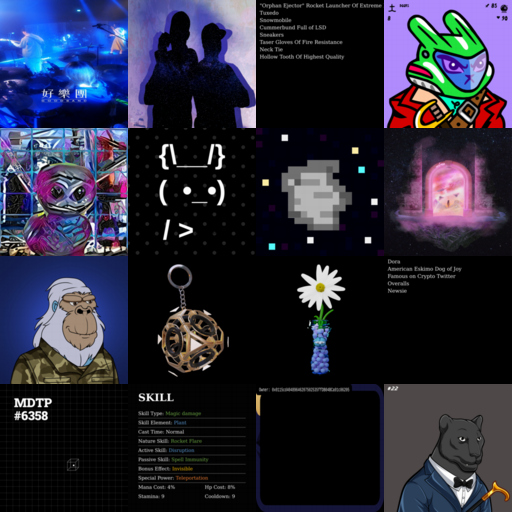 好樂團
"Orphan Ejector" Rocket Launcher Of Extreme
Tuxedo
Snowmobile
Cummerbund Full of LSD
Sneakers
Taser Gloves Of Fire Resistance
Neck Tie
Hollow Teeth Of Highest Quality
85
{\__/}
( •_•)
/ >
Dora
American Eskimo Dog of Joy
Famous on Crypto Twitter
Overalls
Newsie
MDTP
#6358
SKILL
Skill Type: Magic damage
Skill Element: Plant
Cast Time: Normal
Nature Skill: Rocket Flare
Active Skill: Disruption
Passive Skill: Spell Immunity
Bonus Effect: Invisible
Special Power: Teleportation
Mana Cost: 4% Hp Cost: 8%
Stamina: 9 Cooldown: 9
#22